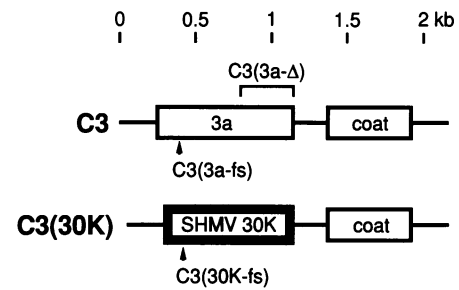 0 0.5 1 1.5 2 kb
C3(3a-Δ)
C3 3a coat
C3(3a-fs)
C3(30K) SHMV 30K coat
C3(30K-fs)